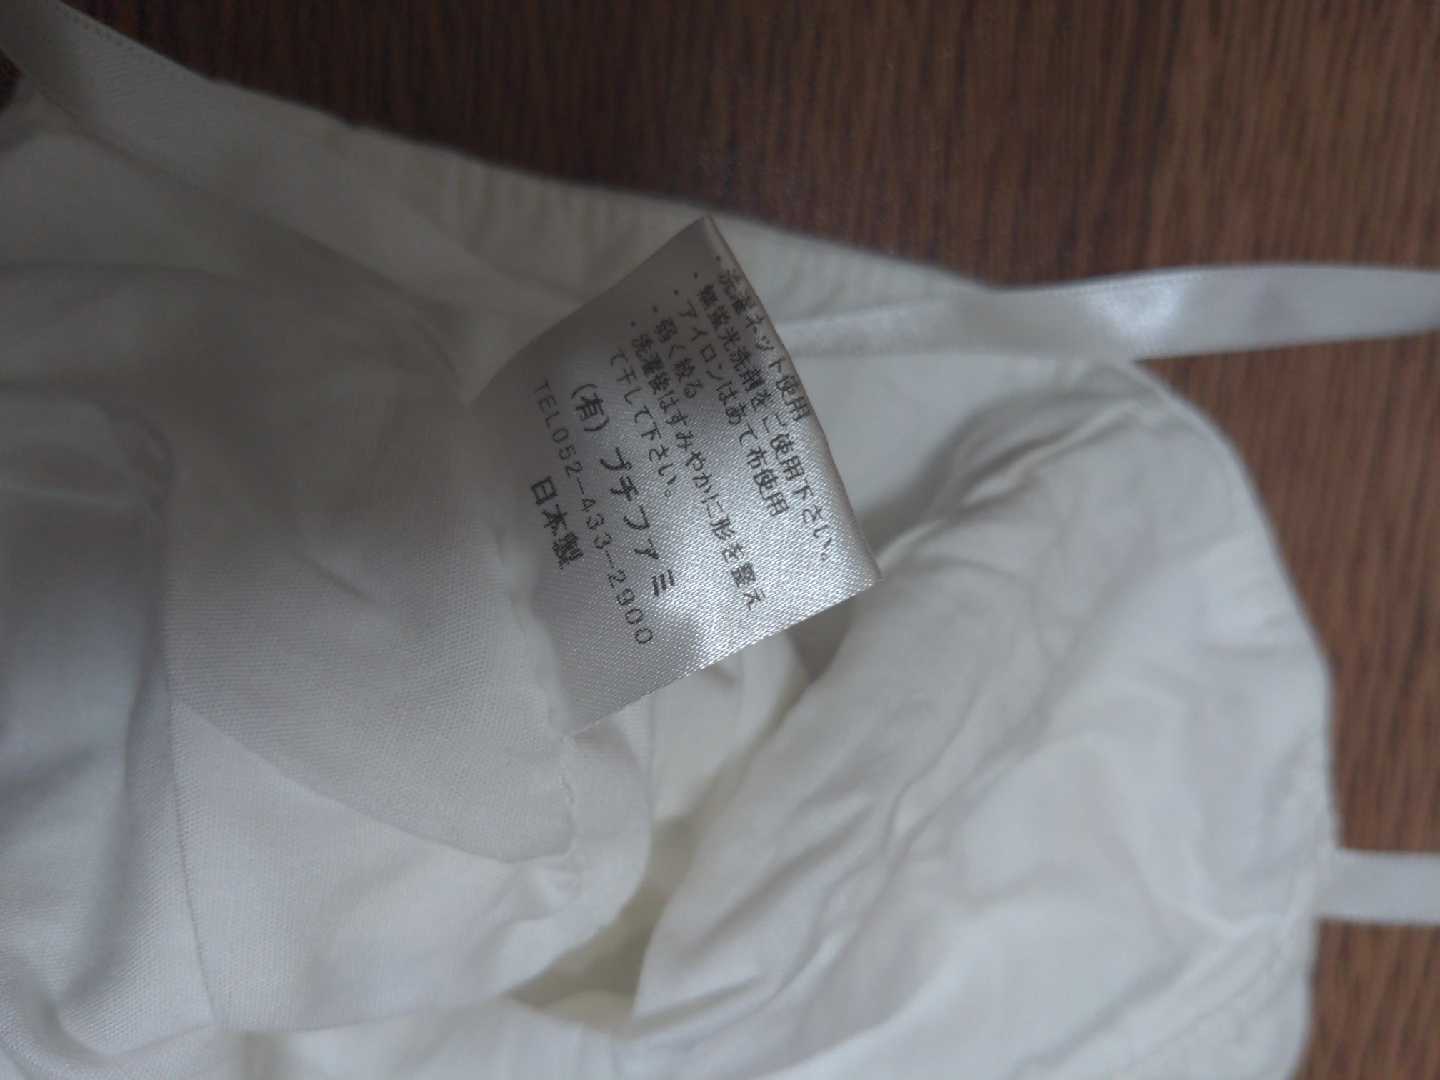 ・洗濯ネット使用
・無蛍光洗剤をご使用下さい。
・アイロンはあて布使用
・弱く絞る
・洗濯後はすみやかに形を整え
て干して下さい。
(有)プチファミ
TEL052-433-2900
日本製